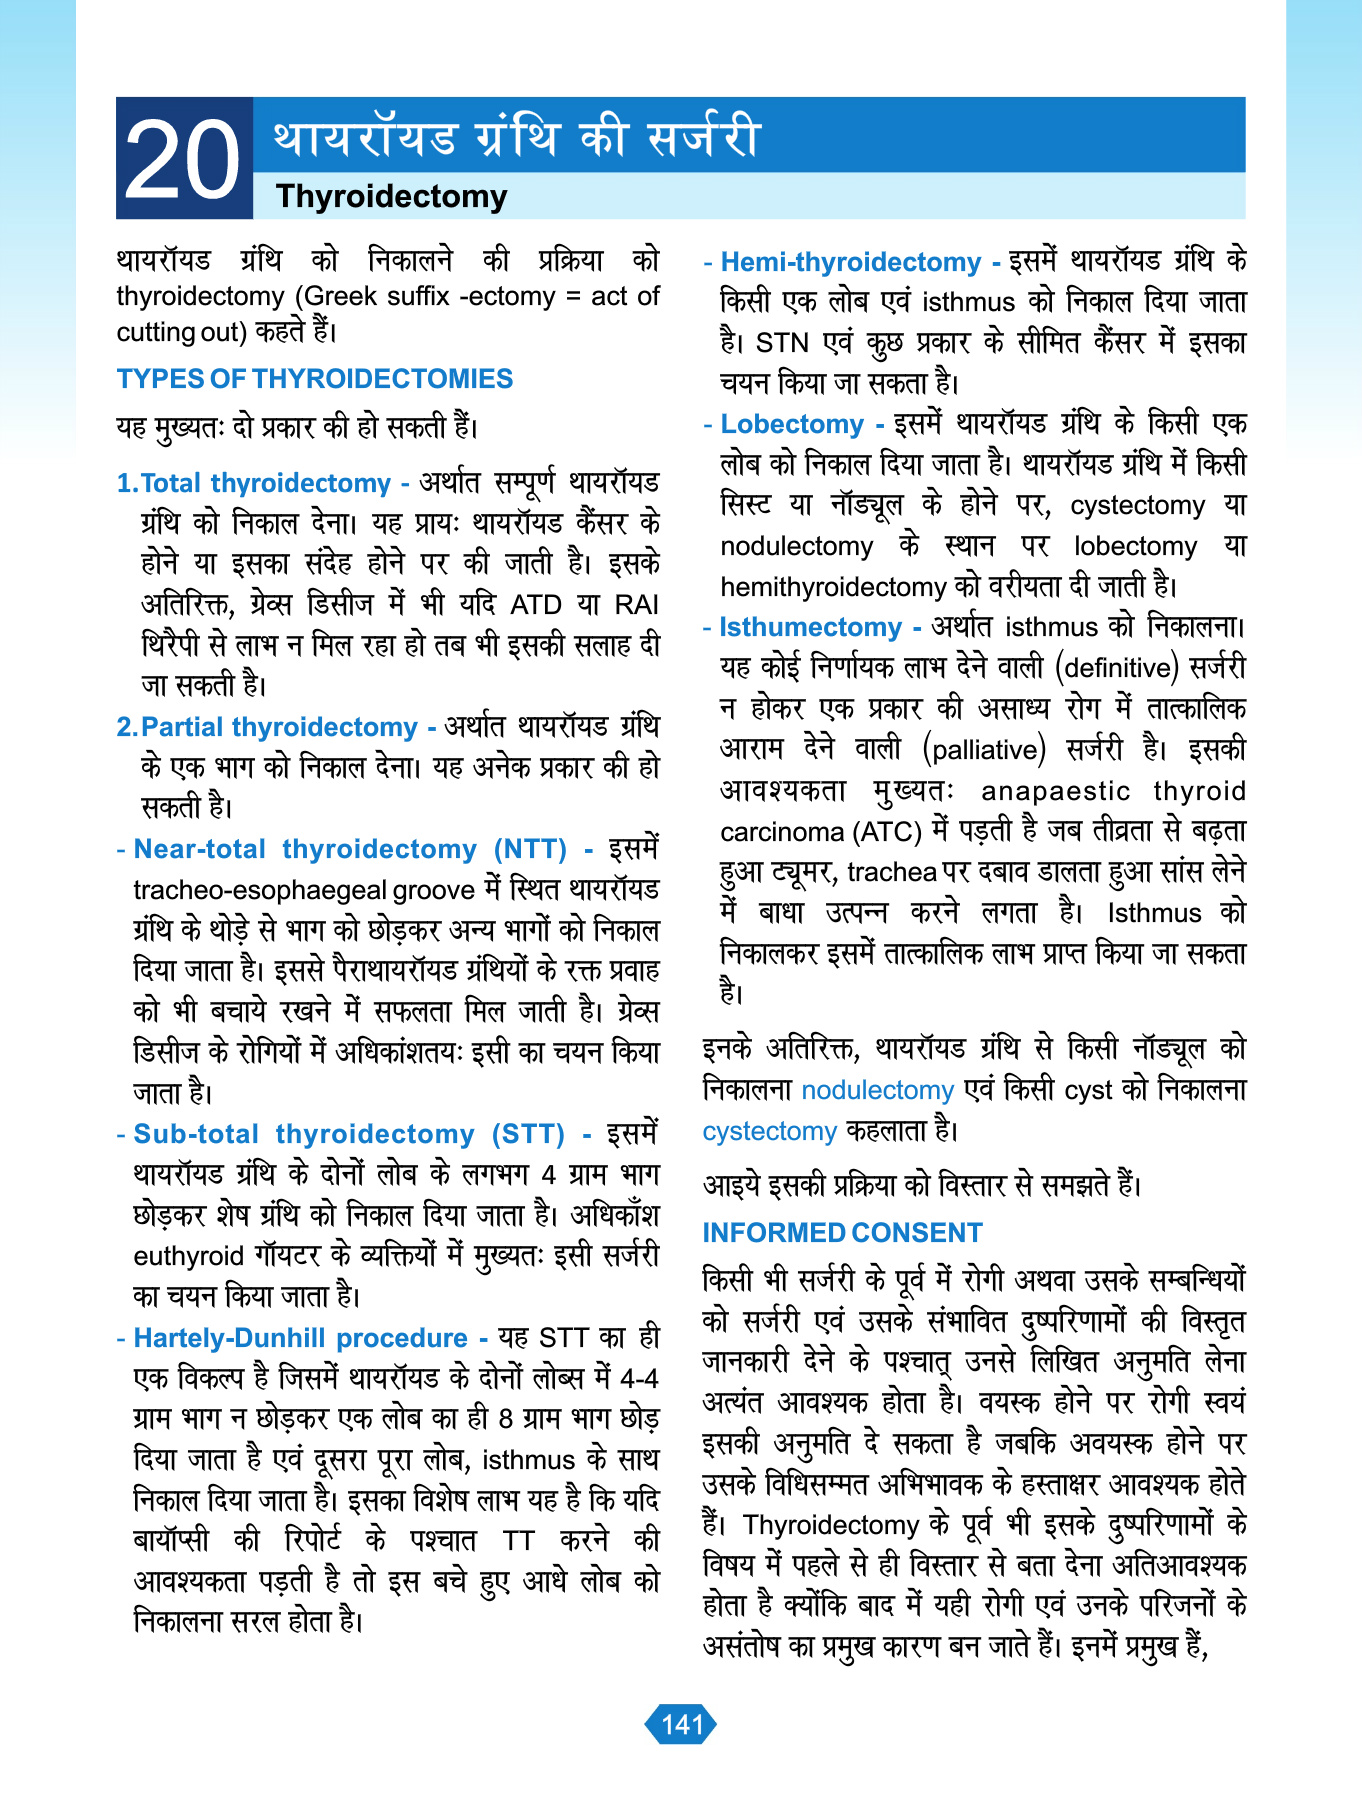 20
थायरॉयड ग्रंथि की सर्जरी
Thyroidectomy
थायरॉयड ग्रंथि को निकालने की प्रक्रिया को
thyroidectomy (Greek suffix -ectomy = act of
cutting out) कहते हैं।
TYPES OF THYROIDECTOMIES
यह मुख्यतः दो प्रकार की हो सकती हैं।
1.Total thyroidectomy - अर्थात सम्पूर्ण थायरॉयड
ग्रंथि को निकाल देना। यह प्रायः थायरॉयड कैंसर के
होने या इसका संदेह होने पर की जाती है। इसके
अतिरिक्त, ग्रेव्स डिसीज में भी यदि ATD या RAI
थिरैपी से लाभ न मिल रहा हो तब भी इसकी सलाह दी
जा सकती है।
2.Partial thyroidectomy - अर्थात थायरॉयड ग्रंथि
के एक भाग को निकाल देना। यह अनेक प्रकार की हो
सकती है।
- Near-total thyroidectomy (NTT) - इसमें
tracheo-esophaegeal groove में स्थित थायरॉयड
ग्रंथि के थोड़े से भाग को छोड़कर अन्य भागों को निकाल
दिया जाता है। इससे पैराथायरॉयड ग्रंथियों के रक्त प्रवाह
को भी बचाये रखने में सफलता मिल जाती है। ग्रेव्स
डिसीज के रोगियों में अधिकांशतयः इसी का चयन किया
जाता है।
- Sub-total thyroidectomy (STT) - इसमें
थायरॉयड ग्रंथि के दोनों लोब के लगभग 4 ग्राम भाग
छोड़कर शेष ग्रंथि को निकाल दिया जाता है। अधिकाँश
euthyroid गॉयटर के व्यक्तियों में मुख्यतः इसी सर्जरी
का चयन किया जाता है।
- Hartely-Dunhill procedure - यह STT का ही
एक विकल्प है जिसमें थायरॉयड के दोनों लोब्स में 4-4
ग्राम भाग न छोड़कर एक लोब का ही 8 ग्राम भाग छोड़
दिया जाता है एवं दूसरा पूरा लोब, isthmus के साथ
निकाल दिया जाता है। इसका विशेष लाभ यह है कि यदि
बायॉप्सी की रिपोर्ट के पश्चात TT करने की
आवश्यकता पड़ती है तो इस बचे हुए आधे लोब को
निकालना सरल होता है।
- Hemi-thyroidectomy - इसमें थायरॉयड ग्रंथि के
किसी एक लोब एवं isthmus को निकाल दिया जाता
है। STN एवं कुछ प्रकार के सीमित कैंसर में इसका
चयन किया जा सकता है।
- Lobectomy - इसमें थायरॉयड ग्रंथि के किसी एक
लोब को निकाल दिया जाता है। थायरॉयड ग्रंथि में किसी
सिस्ट या नॉड्यूल के होने पर, cystectomy या
nodulectomy के स्थान पर lobectomy या
hemithyroidectomy को वरीयता दी जाती है।
- Isthumectomy - अर्थात isthmus को निकालना।
यह कोई निर्णायक लाभ देने वाली (definitive) सर्जरी
न होकर एक प्रकार की असाध्य रोग में तात्कालिक
आराम देने वाली (palliative) सर्जरी है। इसकी
आवश्यकता मुख्यतः anapaestic thyroid
carcinoma (ATC) में पड़ती है जब तीव्रता से बढ़ता
हुआ ट्यूमर, trachea पर दबाव डालता हुआ सांस लेने
में बाधा उत्पन्न करने लगता है। Isthmus को
निकालकर इसमें तात्कालिक लाभ प्राप्त किया जा सकता
है।
इनके अतिरिक्त, थायरॉयड ग्रंथि से किसी नॉड्यूल को
निकालना nodulectomy एवं किसी cyst को निकालना
cystectomy कहलाता है।
आइये इसकी प्रक्रिया को विस्तार से समझते हैं।
INFORMED CONSENT
किसी भी सर्जरी के पूर्व में रोगी अथवा उसके सम्बन्धियों
को सर्जरी एवं उसके संभावित दुष्परिणामों की विस्तृत
जानकारी देने के पश्चात् उनसे लिखित अनुमति लेना
अत्यंत आवश्यक होता है। वयस्क होने पर रोगी स्वयं
इसकी अनुमति दे सकता है जबकि अवयस्क होने पर
उसके विधिसम्मत अभिभावक के हस्ताक्षर आवश्यक होते
हैं। Thyroidectomy के पूर्व भी इसके दुष्परिणामों के
विषय में पहले से ही विस्तार से बता देना अतिआवश्यक
होता है क्योंकि बाद में यही रोगी एवं उनके परिजनों के
असंतोष का प्रमुख कारण बन जाते हैं। इनमें प्रमुख हैं,
141